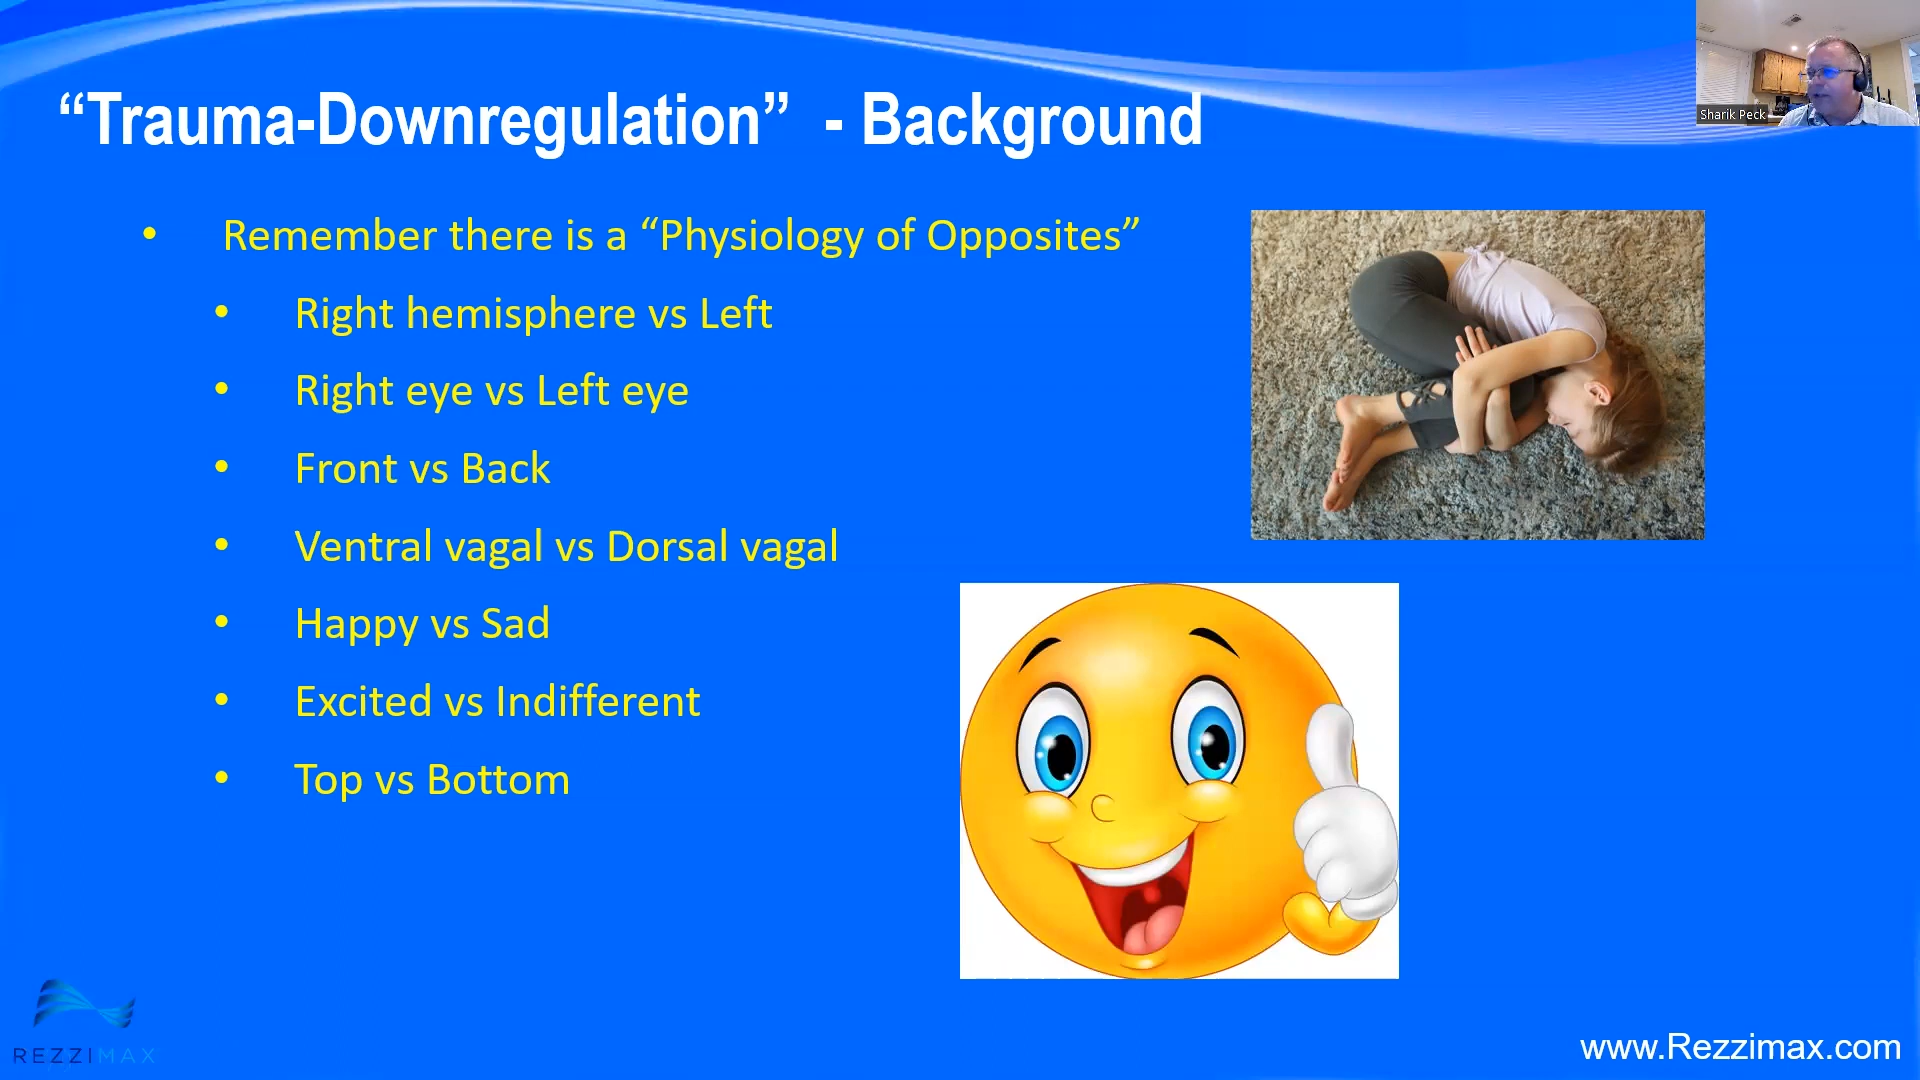 “Trauma-Downregulation” - Background
Sharik Peck
• Remember there is a “Physiology of Opposites”
• Right hemisphere vs Left
• Right eye vs Left eye
• Front vs Back
• Ventral vagal vs Dorsal vagal
• Happy vs Sad
• Excited vs Indifferent
• Top vs Bottom
REZZIMAX
www.Rezzimax.com